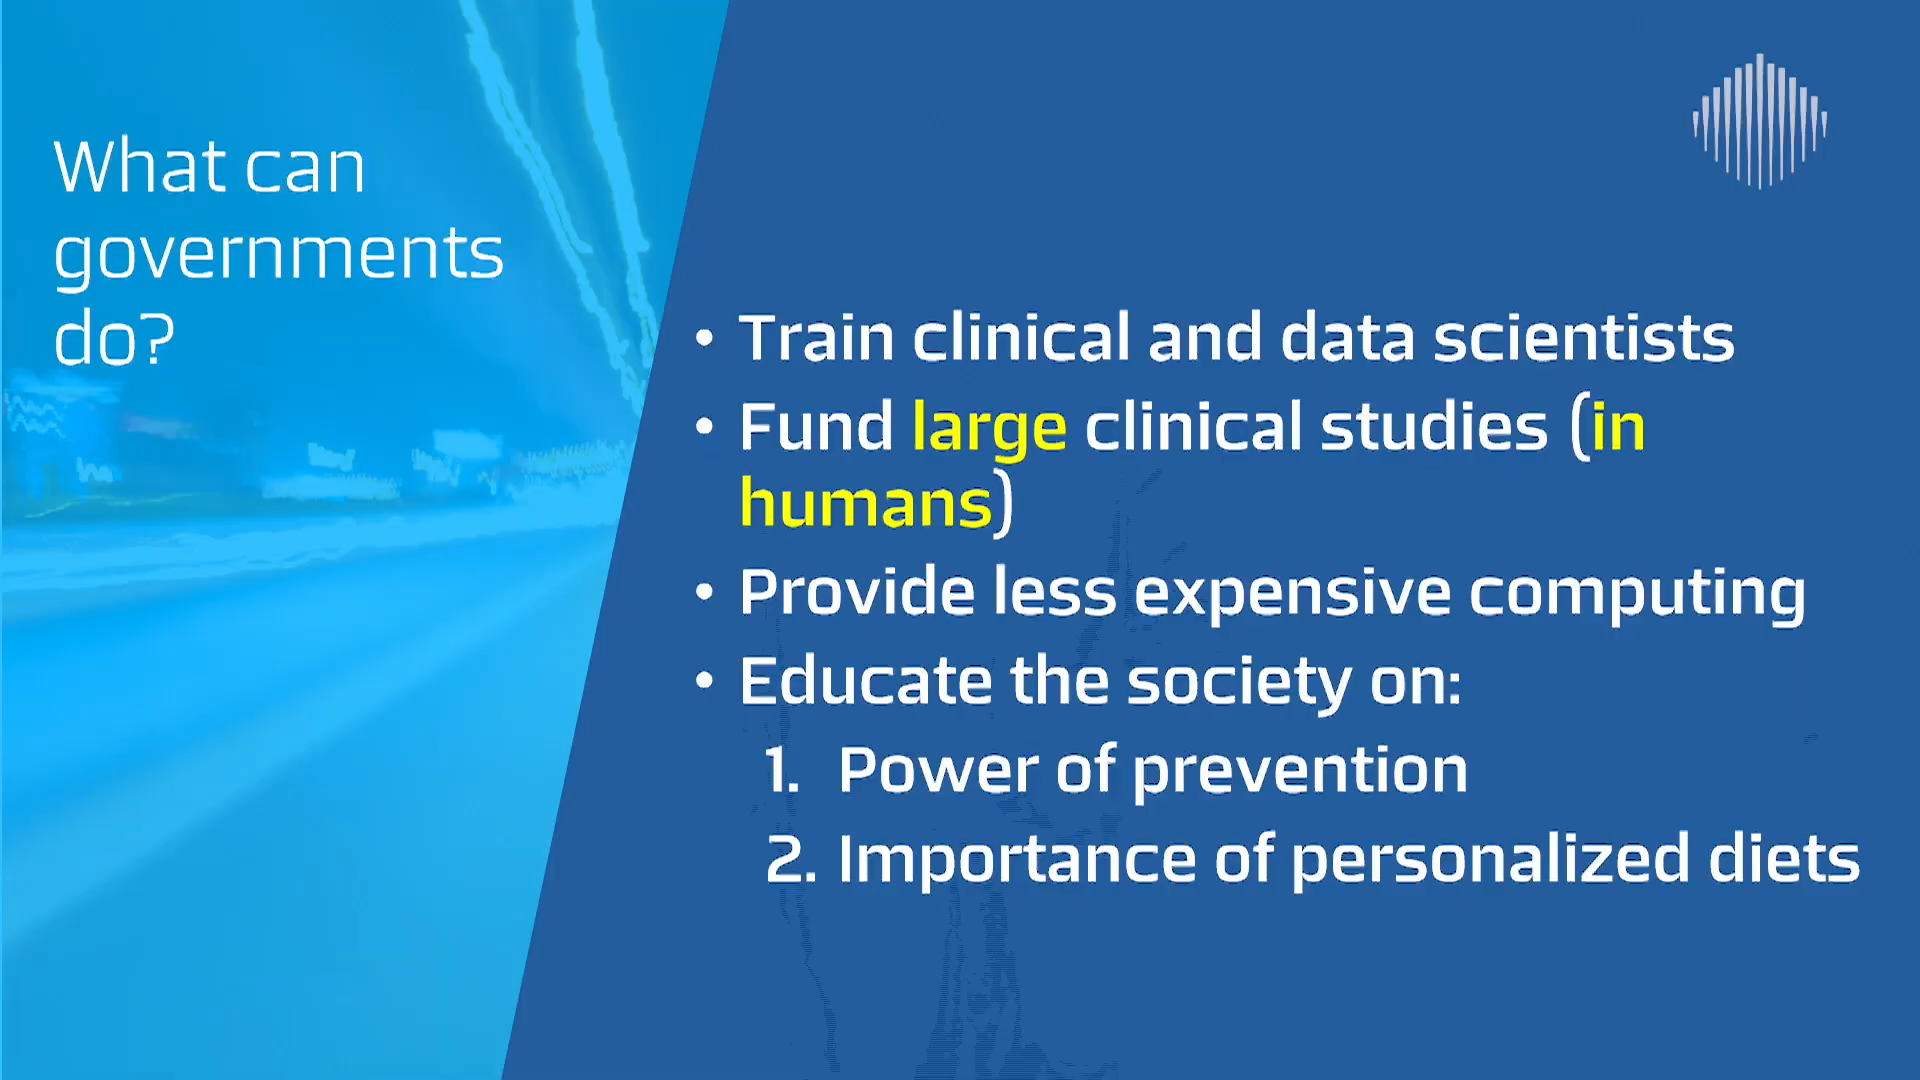 What can
governments
do?
• Train clinical and data scientists
• Fund large clinical studies (in
humans)
• Provide less expensive computing
• Educate the society on:
1. Power of prevention
2. Importance of personalized diets